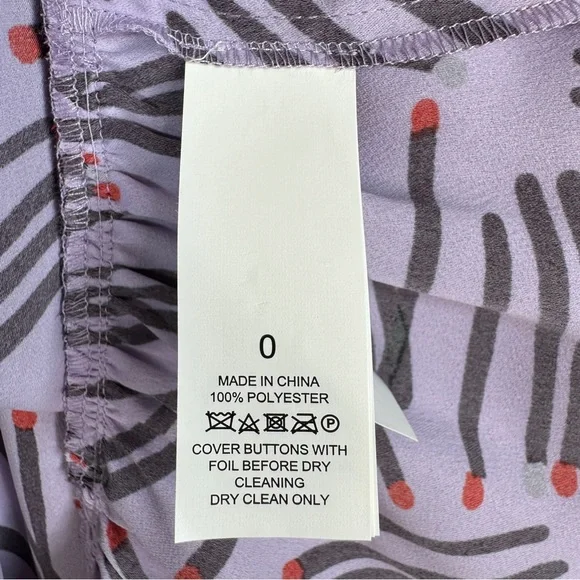 0
MADE IN CHINA
100% POLYESTER
P
COVER BUTTONS WITH
FOIL BEFORE DRY
CLEANING
DRY CLEAN ONLY